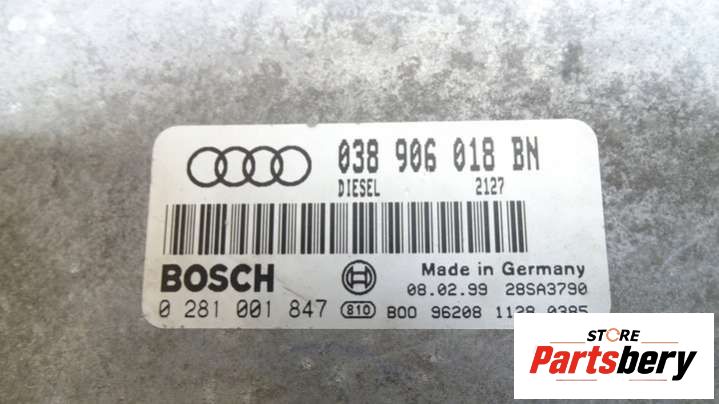 038 906 018 BN
DIESEL 2127
BOSCH
Made in Germany
08.02.99 28SA3790
0 281 001 847 810 B00 96208 1128 0385
STORE
Partsbery